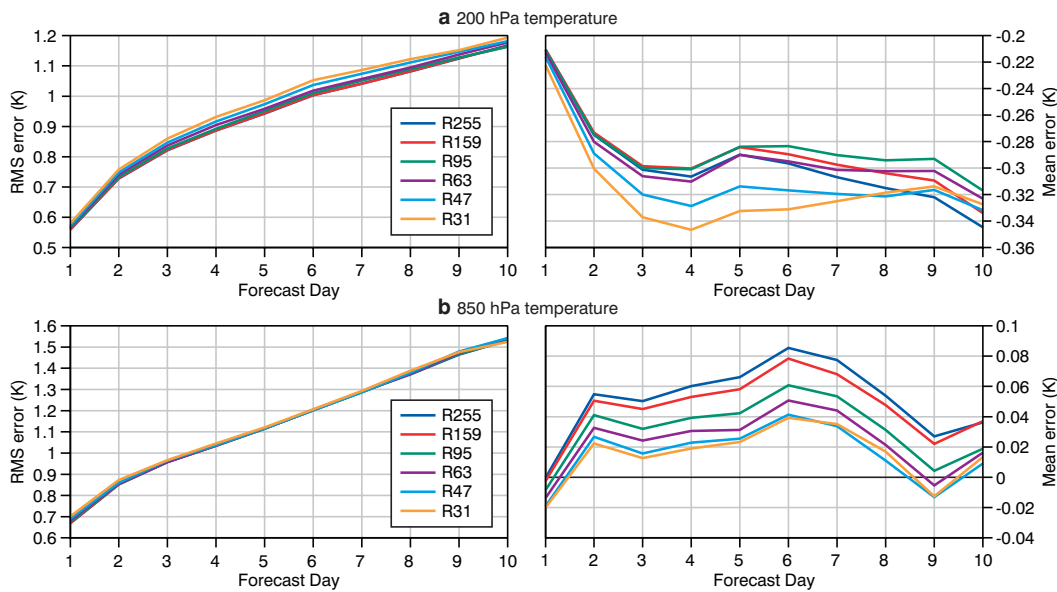 a 200 hPa temperature
1.2
1.1
1
0.9
0.8
0.7
0.6
0.5
RMS error (K)
1 2 3 4 5 6 7 8 9 10
Forecast Day
R255
R159
R95
R63
R47
R31
-0.2
-0.22
-0.24
-0.26
-0.28
-0.3
-0.32
-0.34
-0.36
Mean error (K)
1 2 3 4 5 6 7 8 9 10
Forecast Day
b 850 hPa temperature
1.6
1.5
1.4
1.3
1.2
1.1
1
0.9
0.8
0.7
0.6
RMS error (K)
1 2 3 4 5 6 7 8 9 10
Forecast Day
R255
R159
R95
R63
R47
R31
0.1
0.08
0.06
0.04
0.02
0
-0.02
-0.04
Mean error (K)
1 2 3 4 5 6 7 8 9 10
Forecast Day